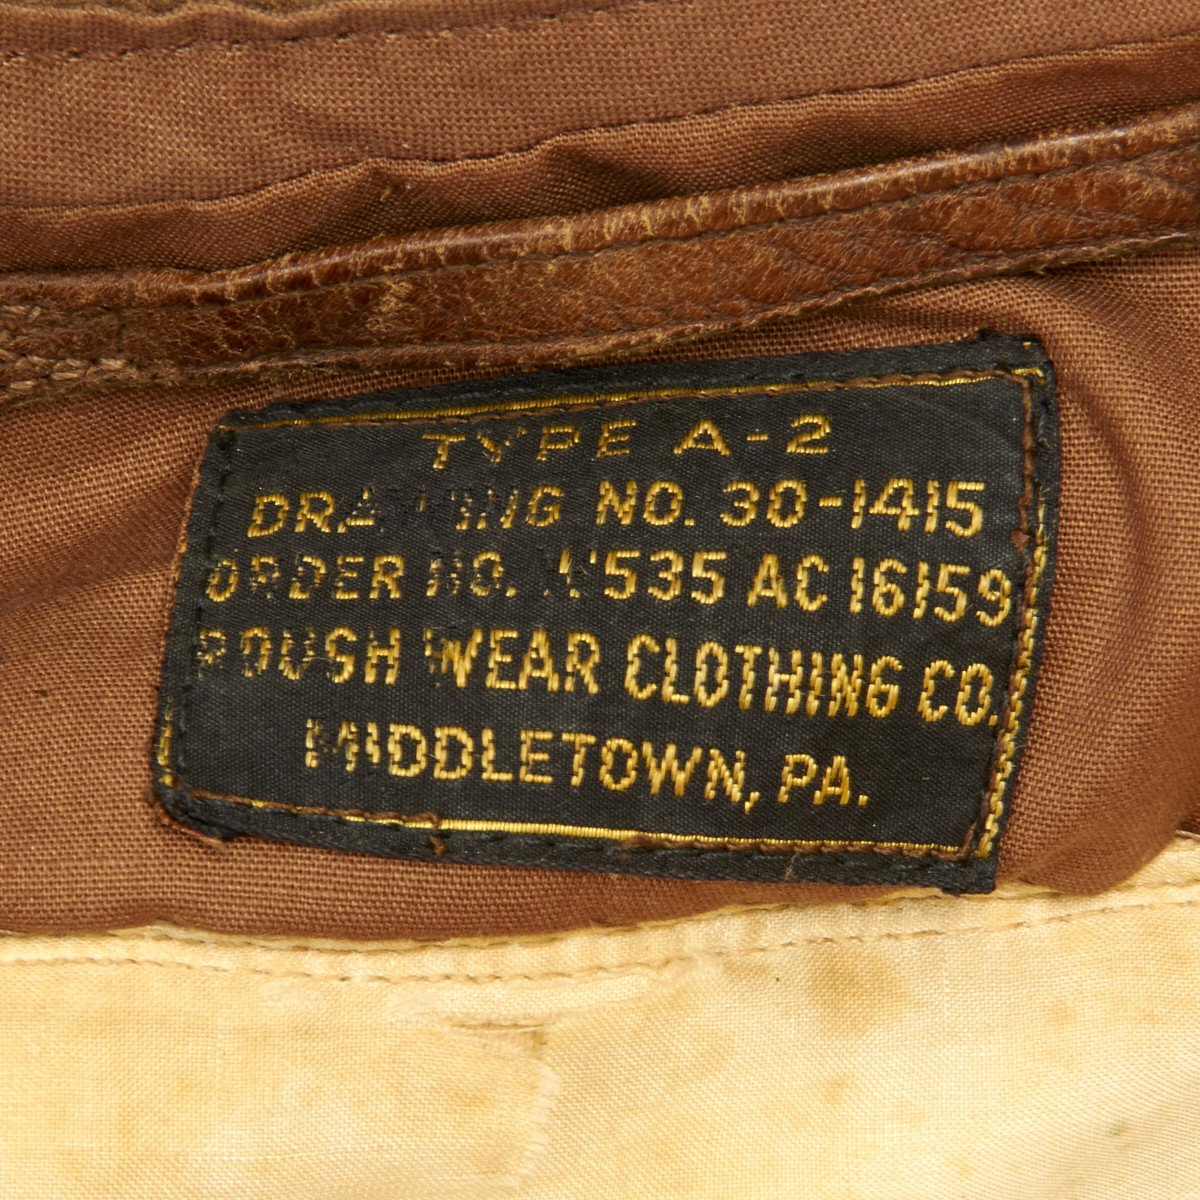 TYPE A-2
DRAWING NO. 30-1415
ORDER NO. W535 AC 16159
ROUGH WEAR CLOTHING CO.
MIDDLETOWN, PA.